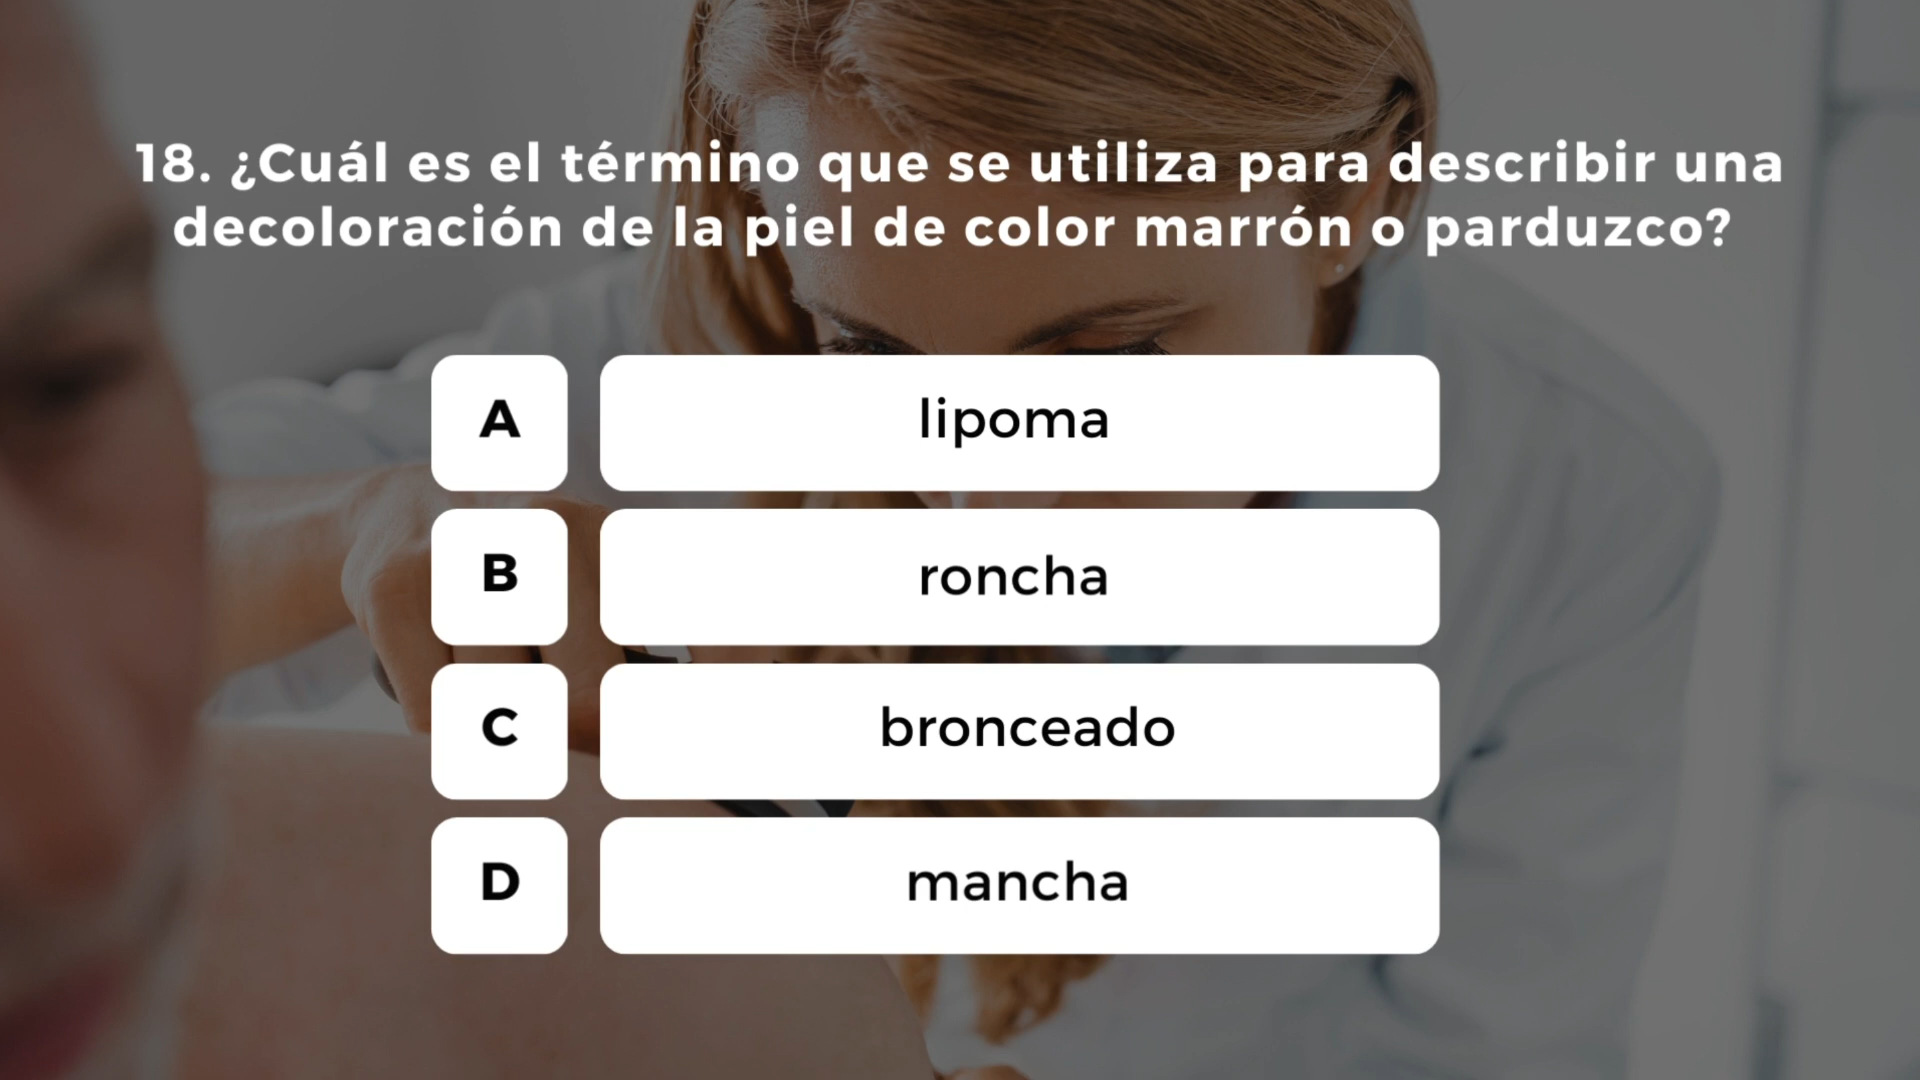 18. ¿Cuál es el término que se utiliza para describir una
decoloración de la piel de color marrón o parduzco?
A lipoma
B roncha
C bronceado
D mancha